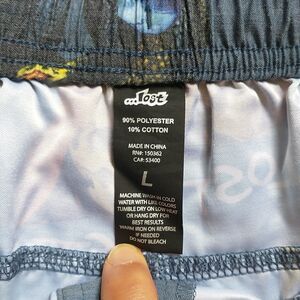 ...Lost
90% POLYESTER
10% COTTON
MADE IN CHINA
RN#: 150362
CA#: 53400
L
MACHINE WASH IN COLD
WATER WITH LIKE COLORS
TUMBLE DRY ON LOW HEAT
OR HANG DRY FOR
BEST RESULTS
WARM IRON ON REVERSE
IF NEEDED
DO NOT BLEACH